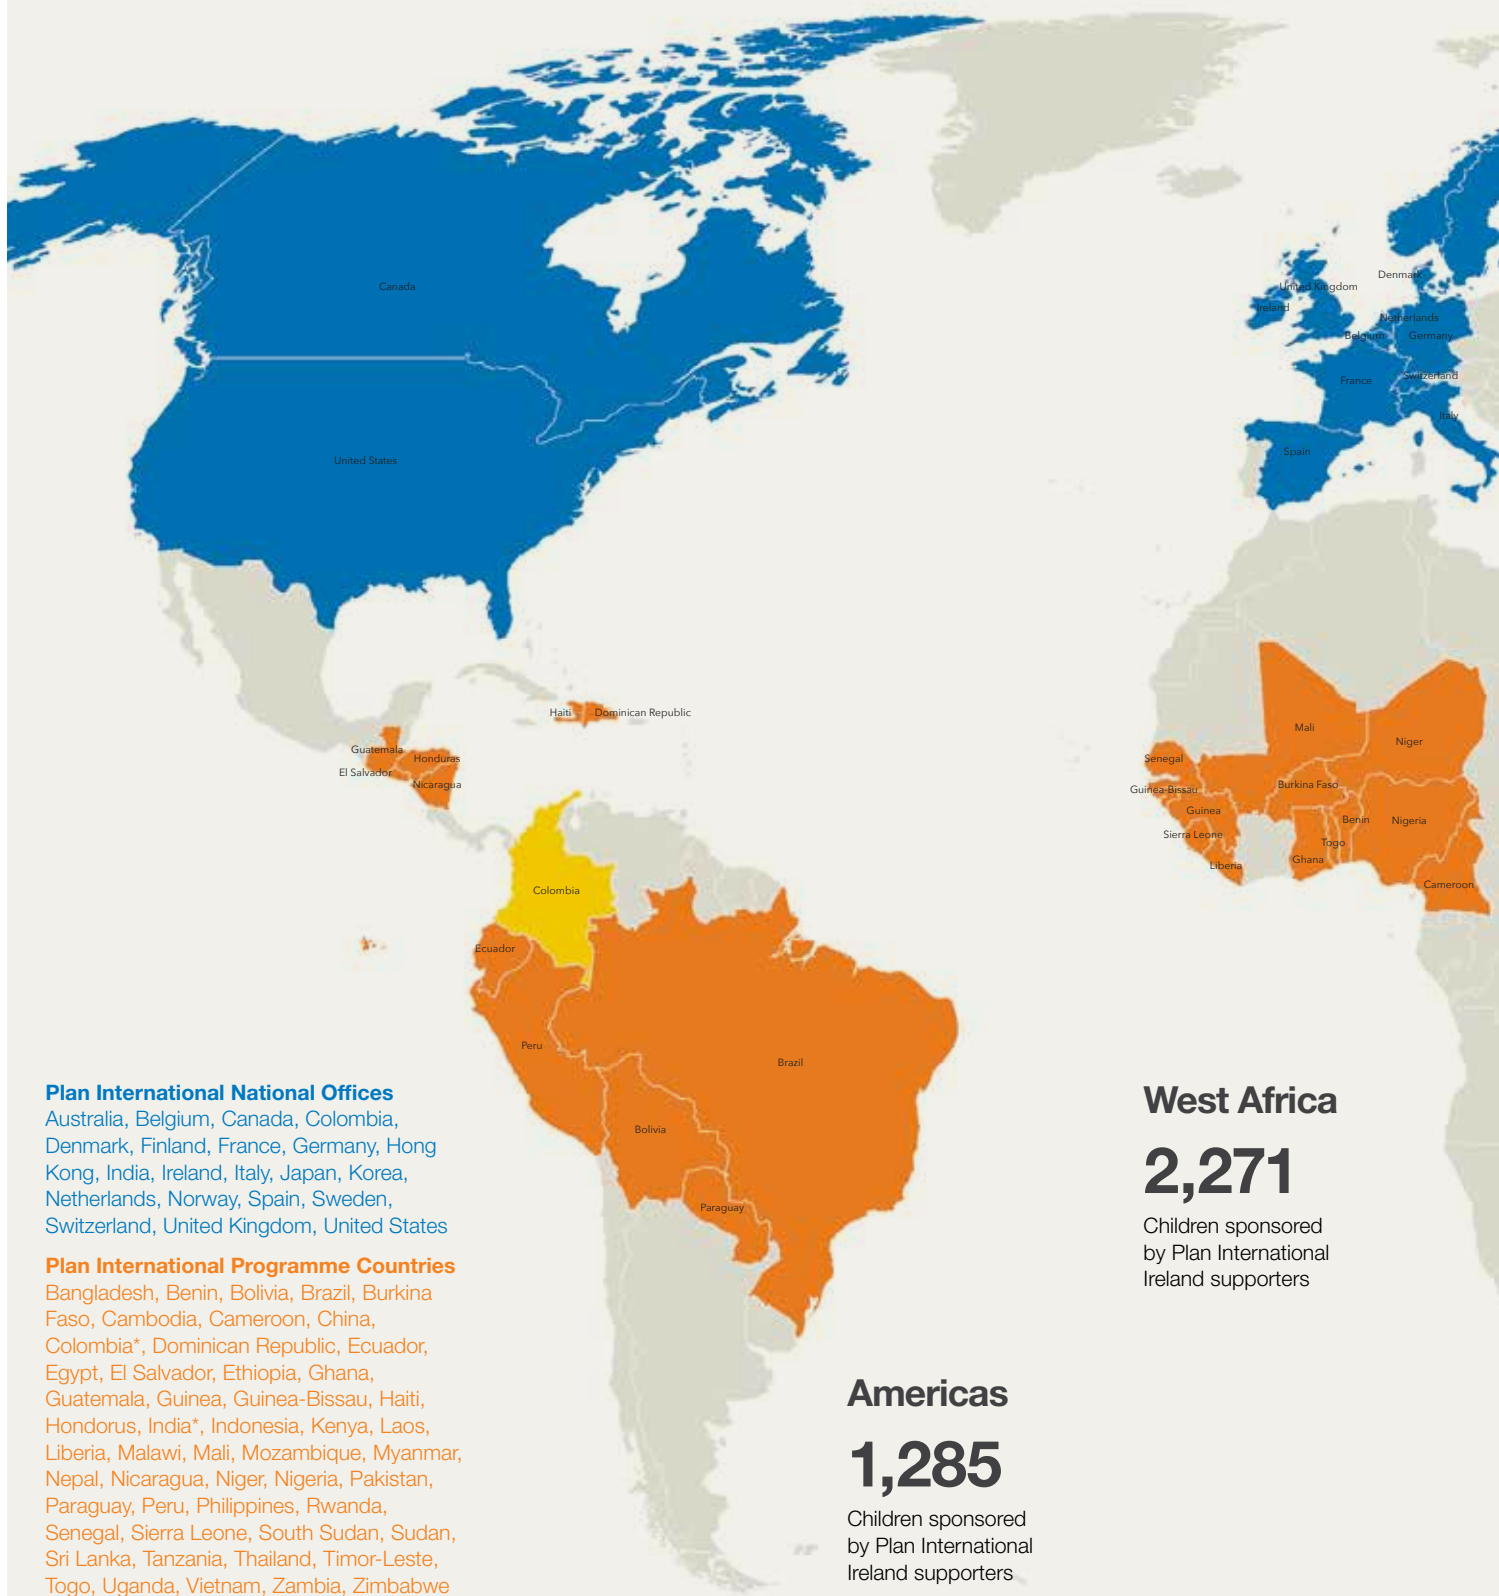 Canada
United States
Denmark
United Kingdom
Ireland
Netherlands
Belgium
Germany
France
Switzerland
Italy
Spain
Haiti
Dominican Republic
Guatemala
Honduras
El Salvador
Nicaragua
Mali
Niger
Senegal
Guinea-Bissau
Burkina Faso
Guinea
Benin
Nigeria
Sierra Leone
Togo
Liberia
Ghana
Cameroon
Colombia
Ecuador
Peru
Brazil
Bolivia
Paraguay
Plan International National Offices
Australia, Belgium, Canada, Colombia,
Denmark, Finland, France, Germany, Hong
Kong, India, Ireland, Italy, Japan, Korea,
Netherlands, Norway, Spain, Sweden,
Switzerland, United Kingdom, United States
Plan International Programme Countries
Bangladesh, Benin, Bolivia, Brazil, Burkina
Faso, Cambodia, Cameroon, China,
Colombia*, Dominican Republic, Ecuador,
Egypt, El Salvador, Ethiopia, Ghana,
Guatemala, Guinea, Guinea-Bissau, Haiti,
Hondorus, India*, Indonesia, Kenya, Laos,
Liberia, Malawi, Mali, Mozambique, Myanmar,
Nepal, Nicaragua, Niger, Nigeria, Pakistan,
Paraguay, Peru, Philippines, Rwanda,
Senegal, Sierra Leone, South Sudan, Sudan,
Sri Lanka, Tanzania, Thailand, Timor-Leste,
Togo, Uganda, Vietnam, Zambia, Zimbabwe
West Africa
2,271
Children sponsored
by Plan International
Ireland supporters
Americas
1,285
Children sponsored
by Plan International
Ireland supporters